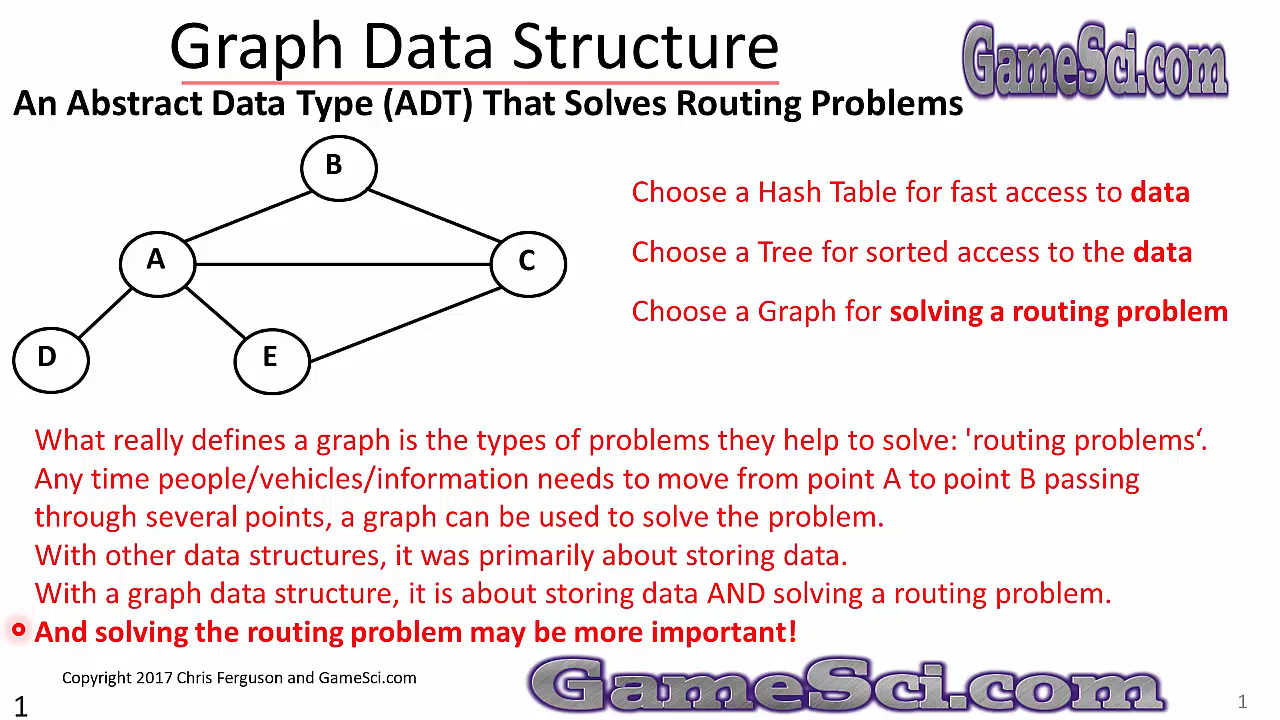 Graph Data Structure
GameSci.com
An Abstract Data Type (ADT) That Solves Routing Problems
B
A
C
D
E
Choose a Hash Table for fast access to data
Choose a Tree for sorted access to the data
Choose a Graph for solving a routing problem
What really defines a graph is the types of problems they help to solve: 'routing problems‘.
Any time people/vehicles/information needs to move from point A to point B passing
through several points, a graph can be used to solve the problem.
With other data structures, it was primarily about storing data.
With a graph data structure, it is about storing data AND solving a routing problem.
And solving the routing problem may be more important!
Copyright 2017 Chris Ferguson and GameSci.com
GameSci.com
1
1